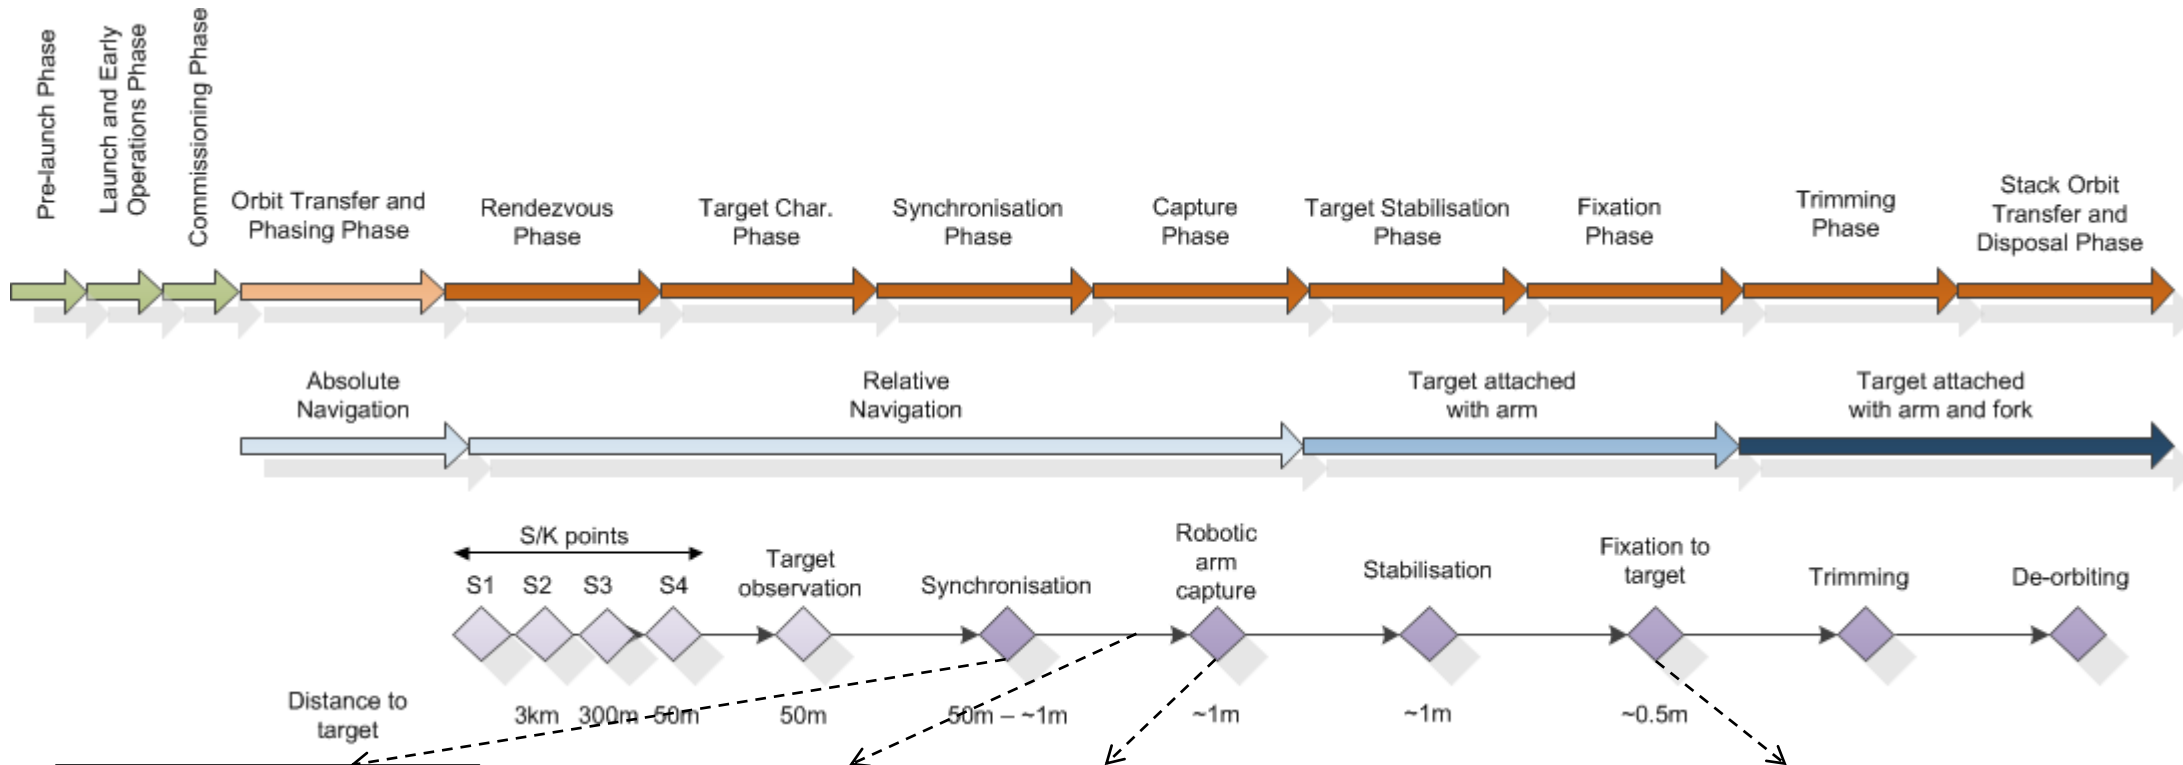 Pre-launch Phase
Launch and Early
Operations Phase
Commissioning Phase
Orbit Transfer and
Phasing Phase
Rendezvous
Phase
Target Char.
Phase
Synchronisation
Phase
Capture
Phase
Target Stabilisation
Phase
Fixation
Phase
Trimming
Phase
Stack Orbit
Transfer and
Disposal Phase
Absolute
Navigation
Relative
Navigation
Target attached
with arm
Target attached
with arm and fork
S/K points
S1
S2
S3
S4
Target
observation
Synchronisation
Robotic
arm
capture
Stabilisation
Fixation to
target
Trimming
De-orbiting
Distance to
target
3km
300m
50m
50m
50m – ~1m
~1m
~1m
~0.5m